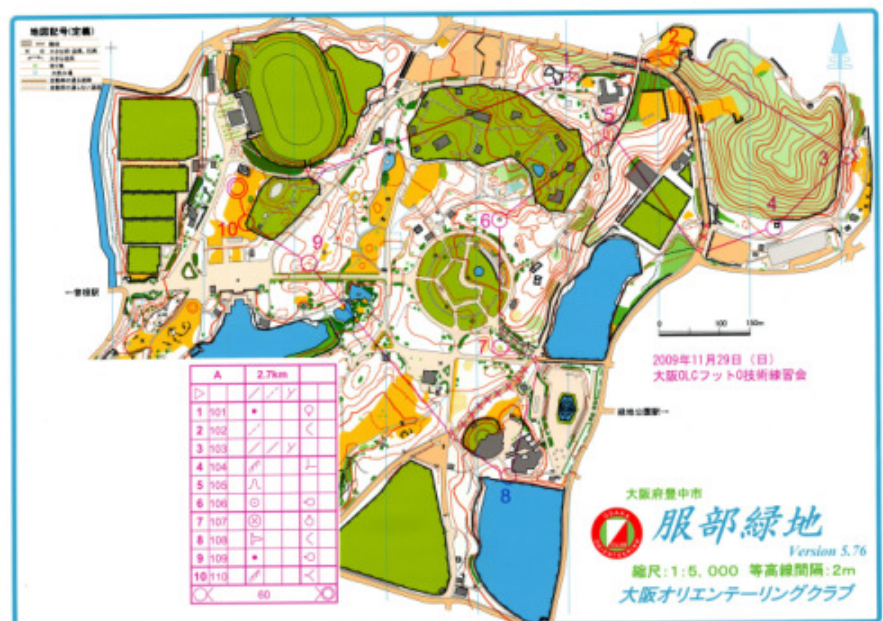 地図記号(定義)
1
2
3
4
5
6
7
8
9
10
←曽根駅
緑地公園駅→
0 50 100 150m
2009年11月29日（日）
大阪OLCフットO技術練習会
A 2.7km
1 101
2 102
3 103
4 104
5 105
6 106
7 107
8 108
9 109
10 110
60
大阪府豊中市
服部緑地
Version 5.76
縮尺:1:5,000 等高線間隔:2m
大阪オリエンテーリングクラブ